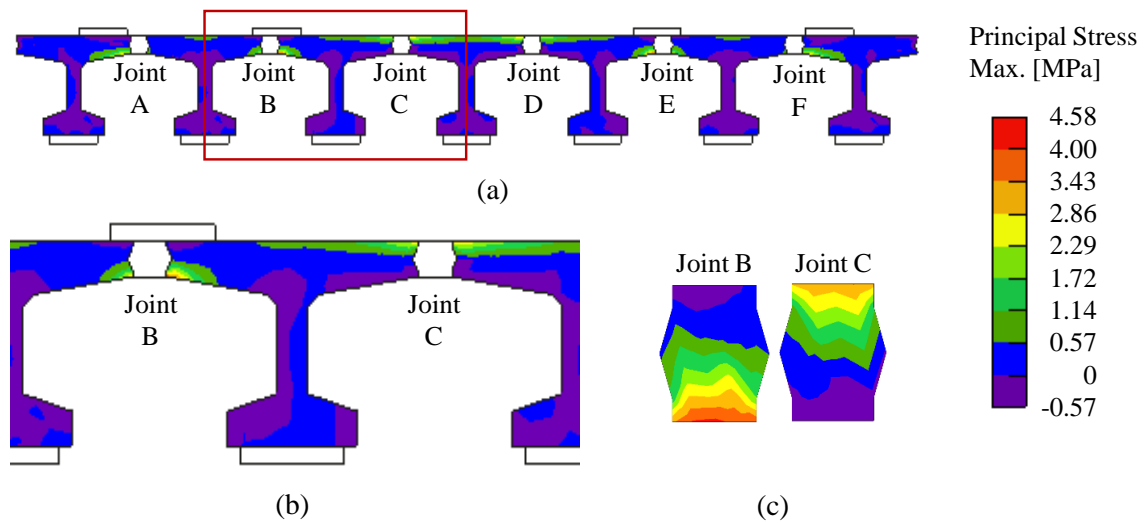 Principal Stress
Max. [MPa]
Joint
A
Joint
B
Joint
C
Joint
D
Joint
E
Joint
F
(a)
4.58
4.00
3.43
2.86
2.29
1.72
1.14
0.57
0
-0.57
Joint
B
Joint
C
(b)
Joint B
Joint C
(c)